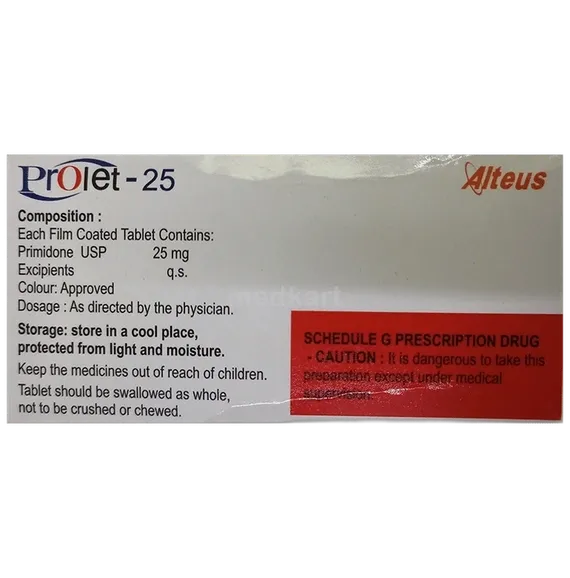 Prolet-25
Alteus
Composition :
Each Film Coated Tablet Contains:
Primidone USP 25 mg
Excipients q.s.
Colour: Approved
Dosage : As directed by the physician.
Storage: store in a cool place,
protected from light and moisture.
Keep the medicines out of reach of children.
Tablet should be swallowed as whole,
not to be crushed or chewed.
medkart
SCHEDULE G PRESCRIPTION DRUG
- CAUTION : It is dangerous to take this
preparation except under medical
supervision.